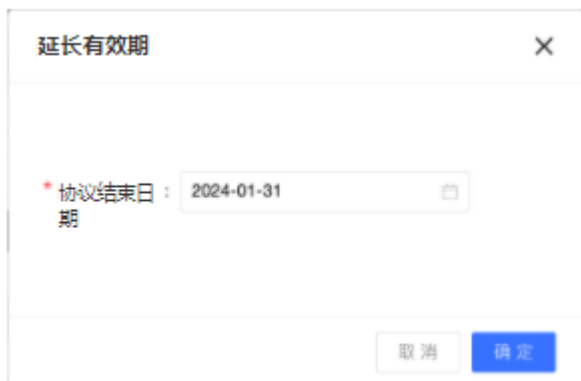 延长有效期
* 协议结束日 : 2024-01-31
期
取 消 确 定